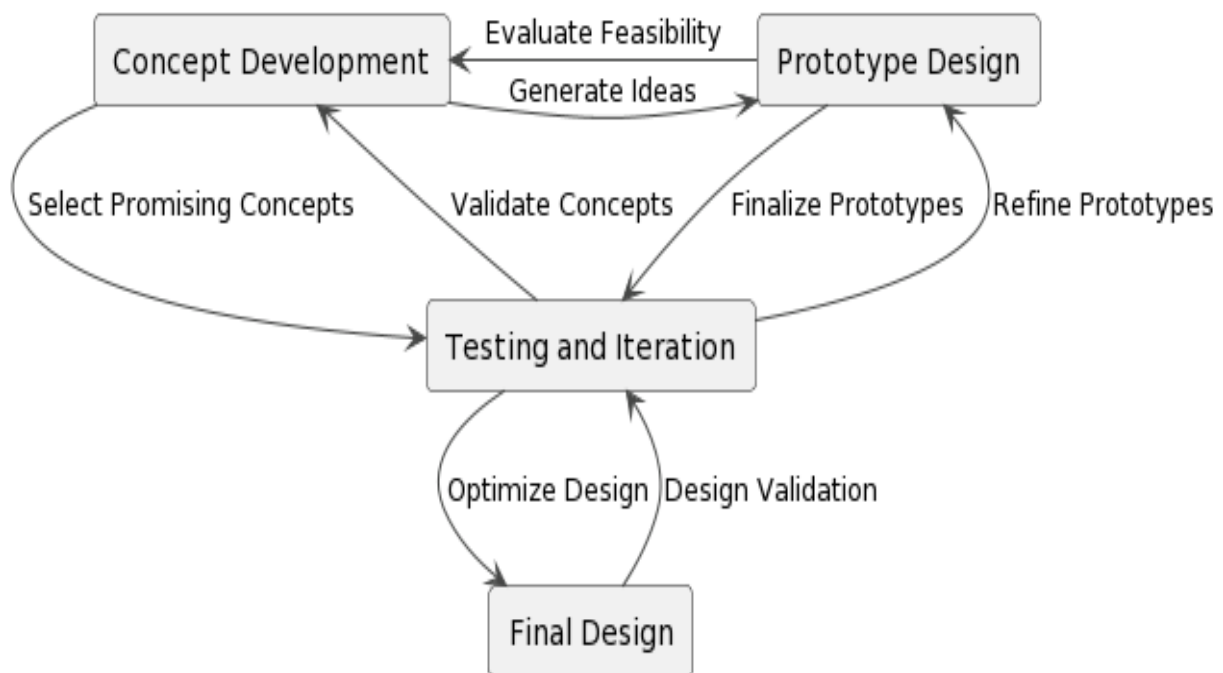 Evaluate Feasibility
Concept Development
Prototype Design
Generate Ideas
Select Promising Concepts
Validate Concepts
Finalize Prototypes
Refine Prototypes
Testing and Iteration
Optimize Design
Design Validation
Final Design